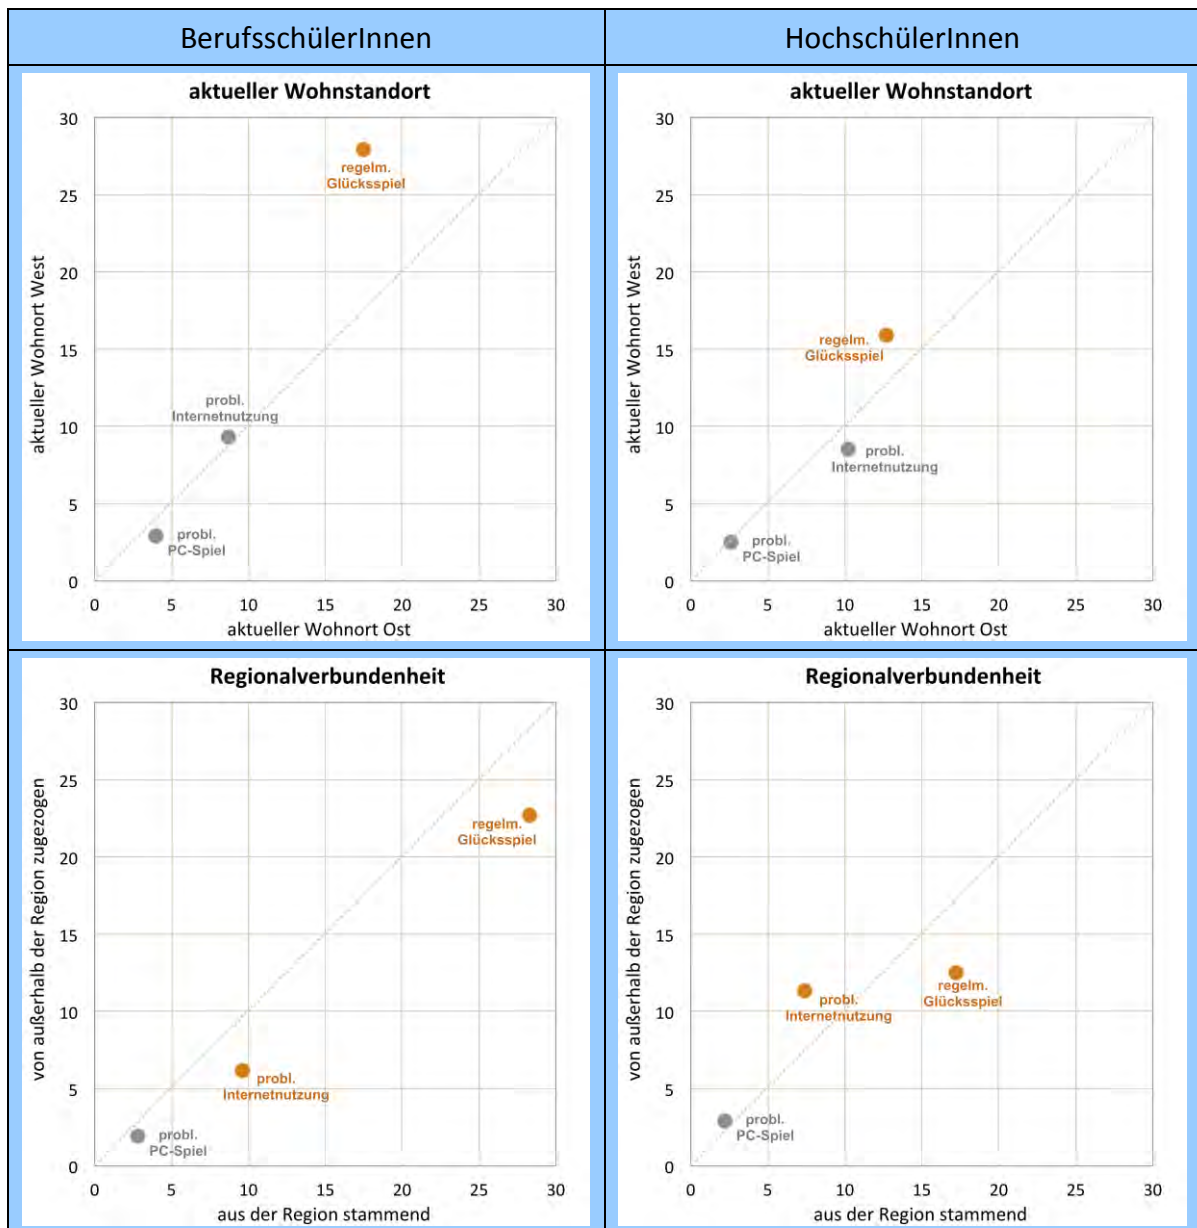 BerufsschülerInnen
HochschülerInnen
aktueller Wohnstandort
30
25
20
15
10
5
0
aktueller Wohnort West
regelm.
Glücksspiel
probl.
Internetnutzung
probl.
PC-Spiel
0 5 10 15 20 25 30
aktueller Wohnort Ost
aktueller Wohnstandort
30
25
20
15
10
5
0
aktueller Wohnort West
regelm.
Glücksspiel
probl.
Internetnutzung
probl.
PC-Spiel
0 5 10 15 20 25 30
aktueller Wohnort Ost
Regionalverbundenheit
30
25
20
15
10
5
0
von außerhalb der Region zugezogen
regelm.
Glücksspiel
probl.
Internetnutzung
probl.
PC-Spiel
0 5 10 15 20 25 30
aus der Region stammend
Regionalverbundenheit
30
25
20
15
10
5
0
von außerhalb der Region zugezogen
probl.
Internetnutzung
regelm.
Glücksspiel
probl.
PC-Spiel
0 5 10 15 20 25 30
aus der Region stammend